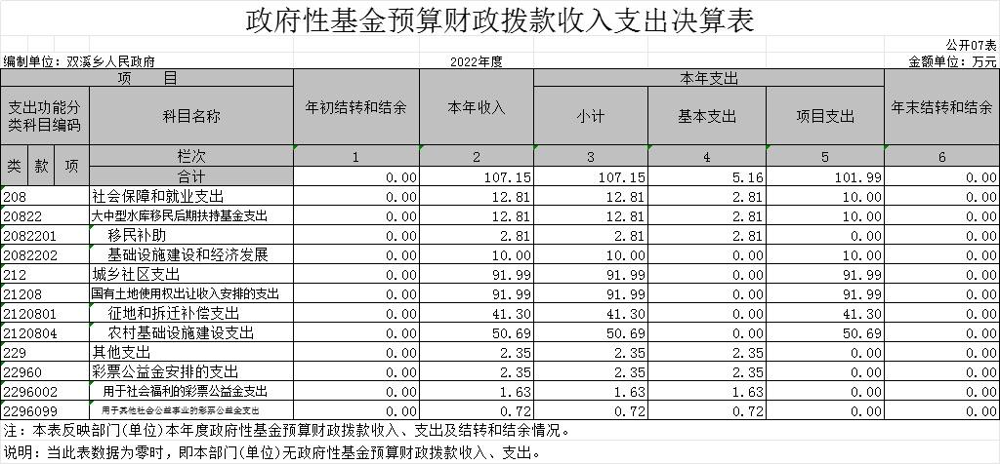 政府性基金预算财政拨款收入支出决算表
公开07表
编制单位：双溪乡人民政府 2022年度 金额单位：万元
项 目 年初结转和结余 本年收入 本年支出 年末结转和结余
支出功能分类科目编码 科目名称 小计 基本支出 项目支出
类 款 项 栏次 1 2 3 4 5 6
合计 0.00 107.15 107.15 5.16 101.99 0.00
208 社会保障和就业支出 0.00 12.81 12.81 2.81 10.00 0.00
20822 大中型水库移民后期扶持基金支出 0.00 12.81 12.81 2.81 10.00 0.00
2082201 移民补助 0.00 2.81 2.81 2.81 0.00 0.00
2082202 基础设施建设和经济发展 0.00 10.00 10.00 0.00 10.00 0.00
212 城乡社区支出 0.00 91.99 91.99 0.00 91.99 0.00
21208 国有土地使用权出让收入安排的支出 0.00 91.99 91.99 0.00 91.99 0.00
2120801 征地和拆迁补偿支出 0.00 41.30 41.30 0.00 41.30 0.00
2120804 农村基础设施建设支出 0.00 50.69 50.69 0.00 50.69 0.00
229 其他支出 0.00 2.35 2.35 2.35 0.00 0.00
22960 彩票公益金安排的支出 0.00 2.35 2.35 2.35 0.00 0.00
2296002 用于社会福利的彩票公益金支出 0.00 1.63 1.63 1.63 0.00 0.00
2296099 用于其他社会公益事业的彩票公益金支出 0.00 0.72 0.72 0.72 0.00 0.00
注：本表反映部门(单位)本年度政府性基金预算财政拨款收入、支出及结转和结余情况。
说明：当此表数据为零时，即本部门(单位)无政府性基金预算财政拨款收入、支出。